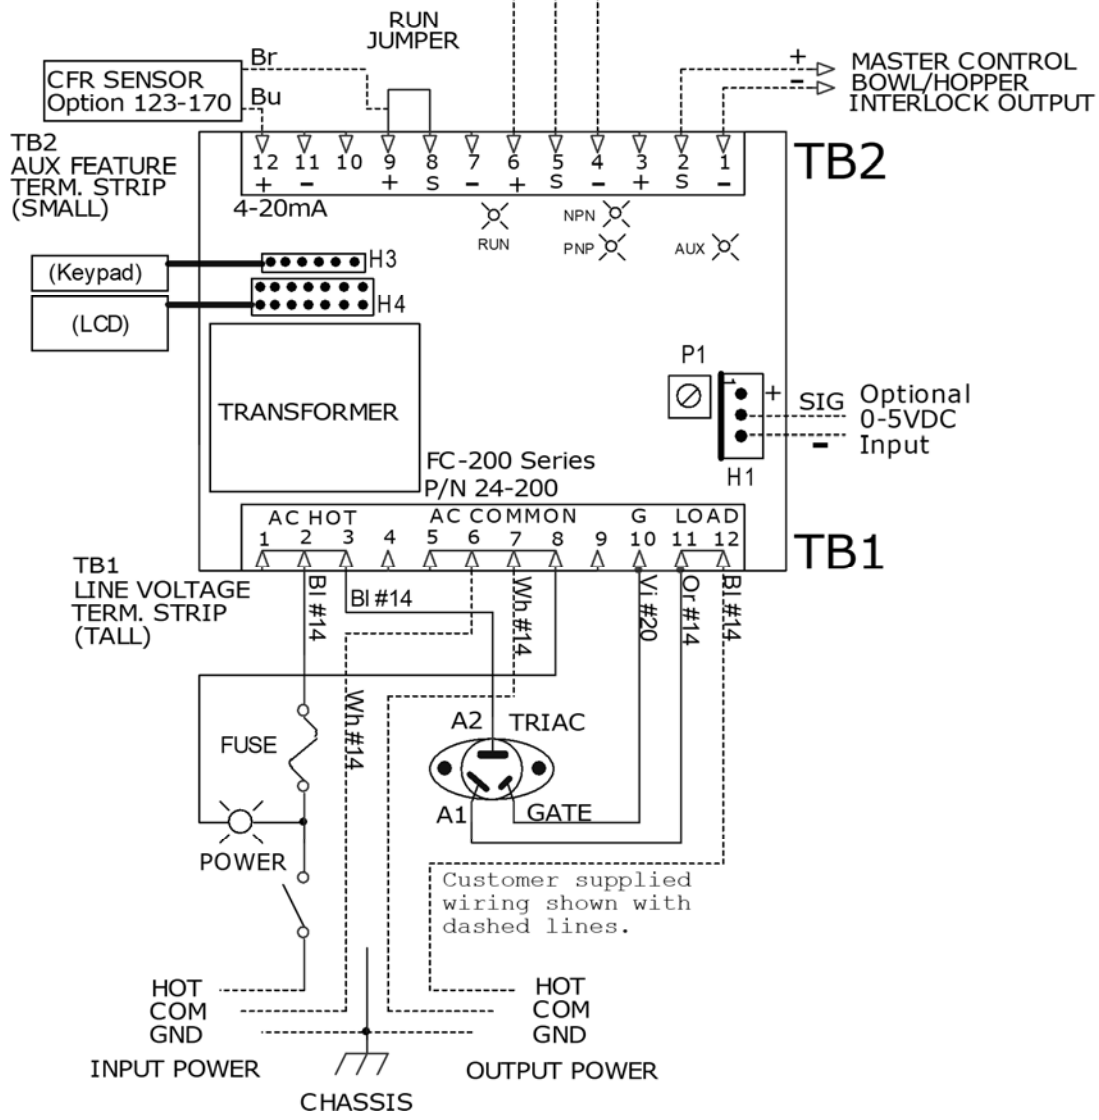 RUN
JUMPER
Br
CFR SENSOR
Option 123-170
Bu
+
-
MASTER CONTROL
BOWL/HOPPER
INTERLOCK OUTPUT
TB2
AUX FEATURE
TERM. STRIP
(SMALL)
12 11 10 9 8 7 6 5 4 3 2 1
+ - + S - + S - + S -
TB2
4-20mA
RUN
NPN
PNP
AUX
(Keypad)
H3
(LCD)
H4
TRANSFORMER
P1
1
+
SIG
-
Optional
0-5VDC
Input
H1
FC-200 Series
P/N 24-200
AC HOT AC COMMON G LOAD
1 2 3 4 5 6 7 8 9 10 11 12
TB1
TB1
LINE VOLTAGE
TERM. STRIP
(TALL)
Bl #14
Bl #14
Wh #14
Vi #20
Or #14
Bl #14
Wh #14
A2 TRIAC
FUSE
A1 GATE
POWER
Customer supplied
wiring shown with
dashed lines.
HOT
COM
GND
INPUT POWER
HOT
COM
GND
OUTPUT POWER
CHASSIS